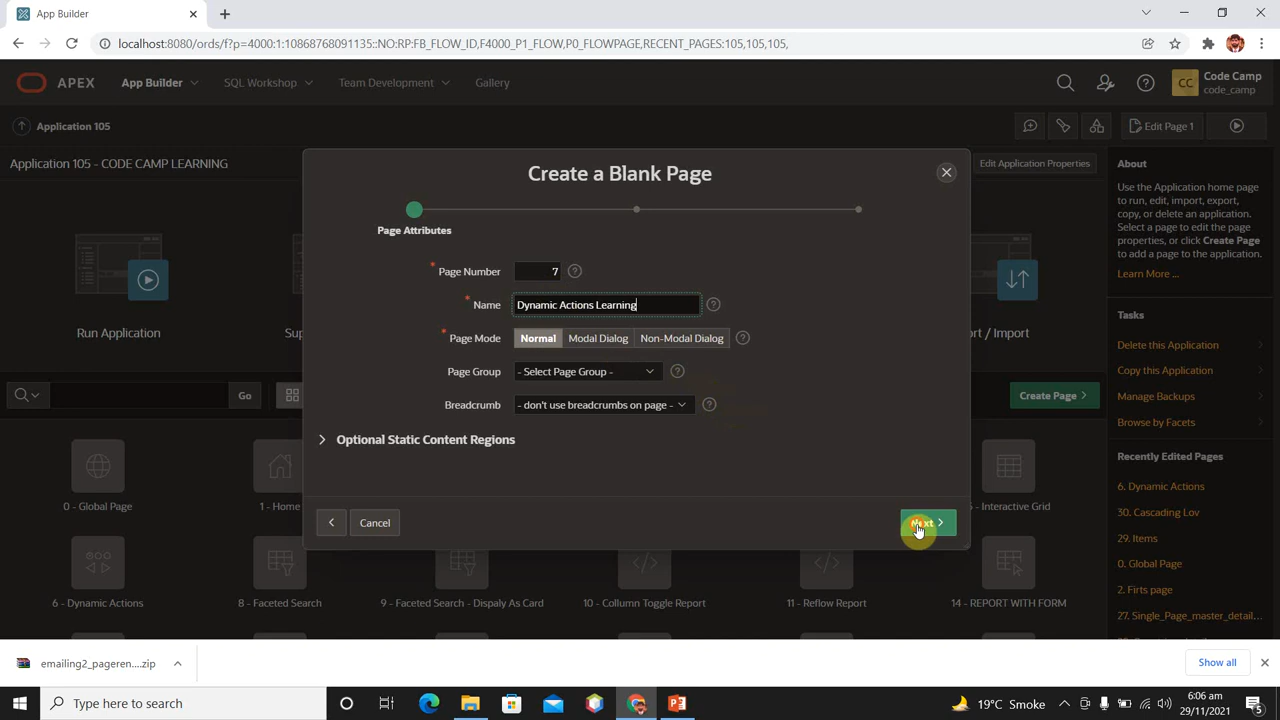 App Builder
localhost:8080/ords/f?p=4000:1:10868768091135::NO:RP:FB_FLOW_ID,F4000_P1_FLOW,P0_FLOWPAGE,RECENT_PAGES:105,105,105,
APEX App Builder SQL Workshop Team Development Gallery
CC Code Camp
code_camp
Application 105
Edit Page 1
Application 105 - CODE CAMP LEARNING
Edit Application Properties
Create a Blank Page
Page Attributes
* Page Number 7
* Name Dynamic Actions Learning
* Page Mode Normal Modal Dialog Non-Modal Dialog
Page Group - Select Page Group -
Breadcrumb - don't use breadcrumbs on page -
Optional Static Content Regions
Cancel
Next
Run Application
Sup
t / Import
Go
Create Page
0 - Global Page
1 - Home
- Interactive Grid
6 - Dynamic Actions
8 - Faceted Search
9 - Faceted Search - Dispaly As Card
10 - Collumn Toggle Report
11 - Reflow Report
14 - REPORT WITH FORM
About
Use the Application home page
to run, edit, import, export,
copy, or delete an application.
Select a page to edit the page
properties, or click Create Page
to add a page to the application.
Learn More ...
Tasks
Delete this Application
Copy this Application
Manage Backups
Browse by Facets
Recently Edited Pages
6. Dynamic Actions
30. Cascading Lov
29. Items
0. Global Page
2. Firts page
27. Single_Page_master_detail...
emailing2_pageren....zip
Show all
Type here to search
19°C Smoke
6:06 am
29/11/2021
5